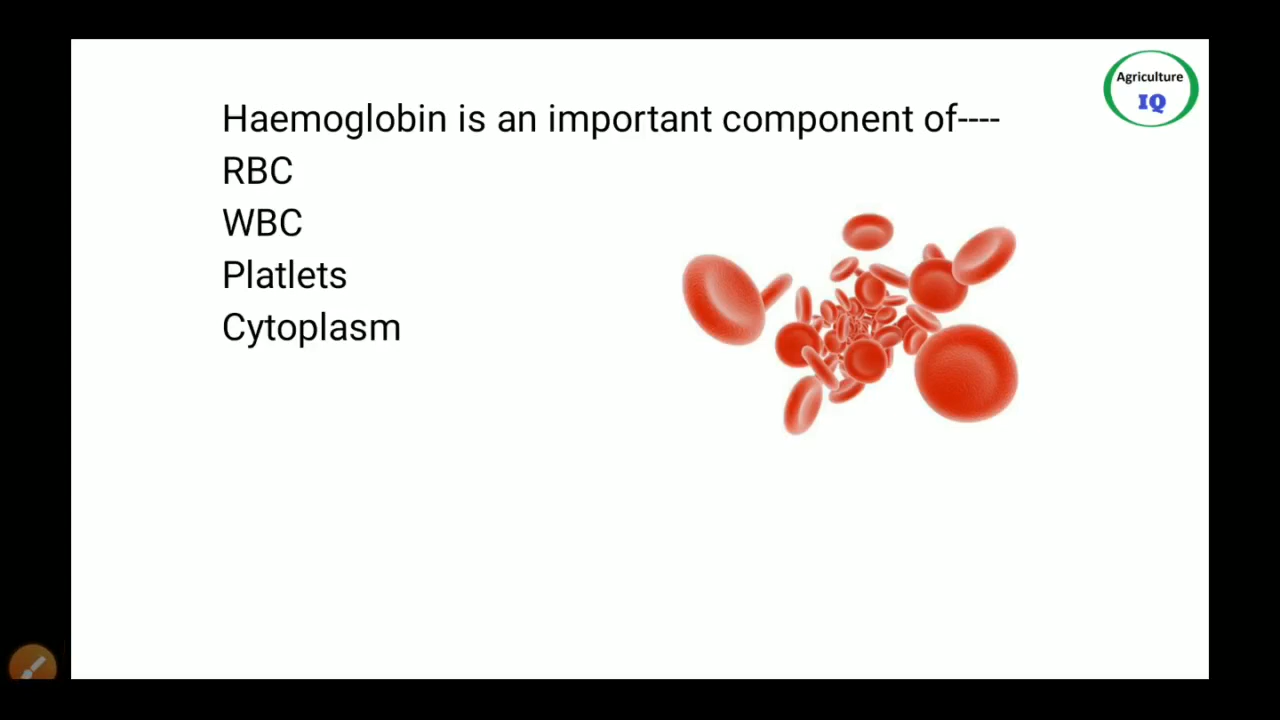 Agriculture
IQ
Haemoglobin is an important component of----
RBC
WBC
Platlets
Cytoplasm